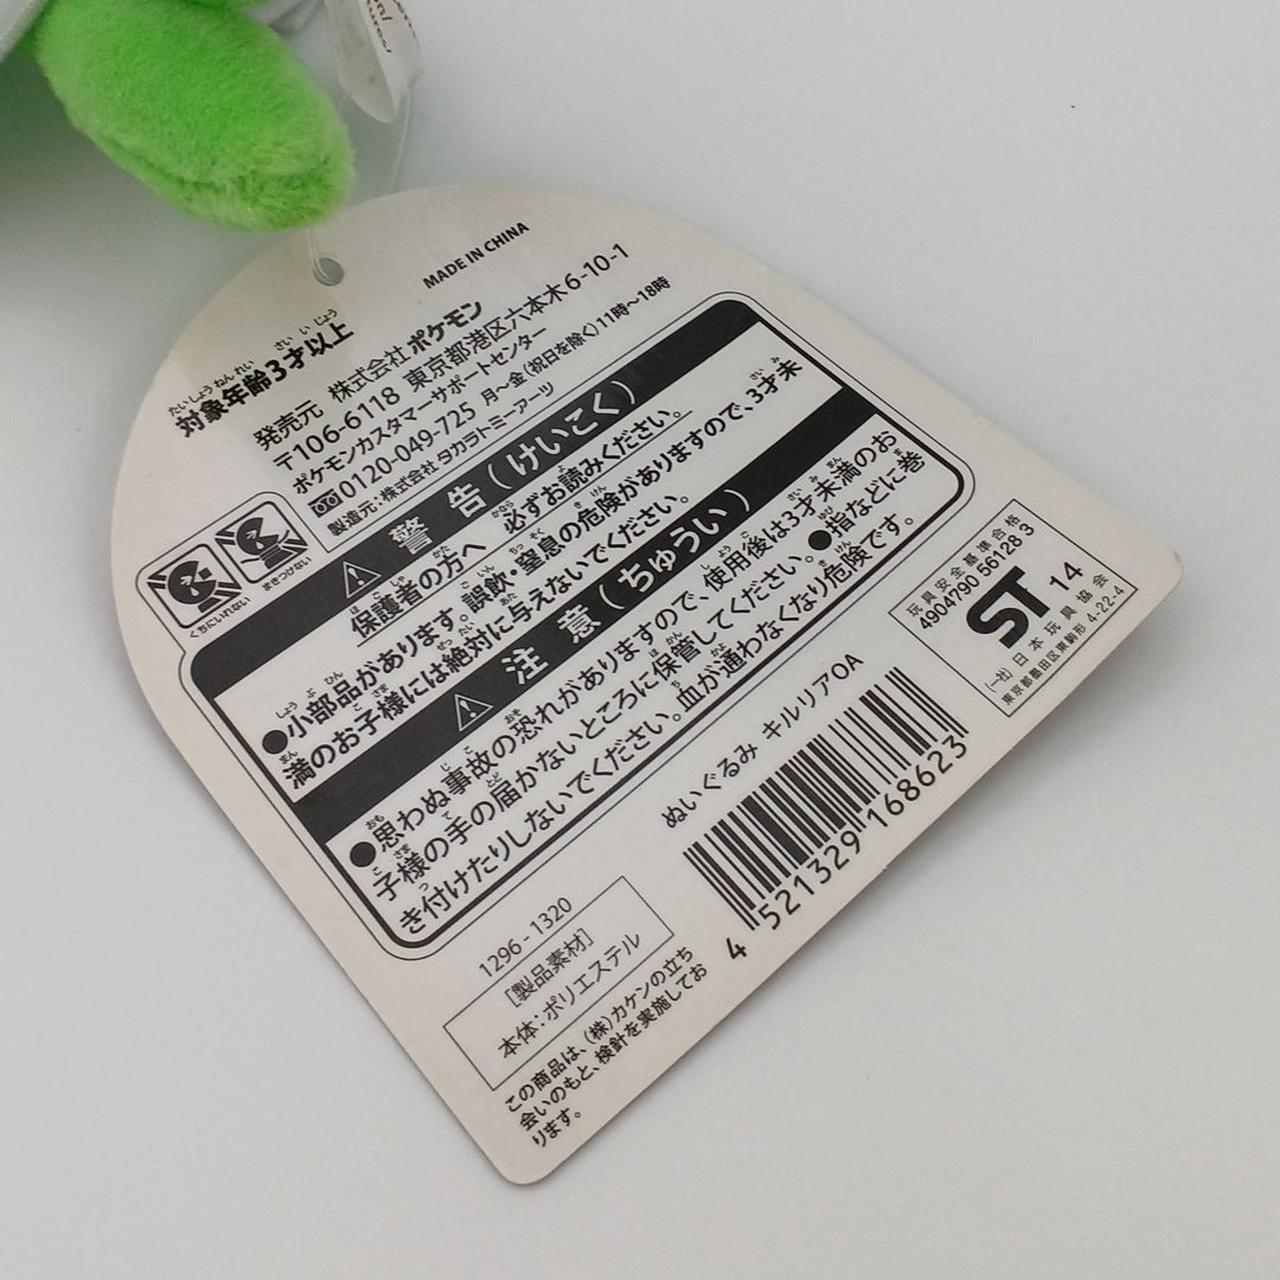 MADE IN CHINA
対象年齢3才以上
たいしょうねんれい さい いじょう
発売元 株式会社ポケモン
〒106-6118 東京都港区六本木6-10-1
ポケモンカスタマーサポートセンター
0120-049-725 月～金(祝日を除く)11時～18時
製造元:株式会社タカラトミーアーツ
くちにいれない
まきつけない
⚠警 告(けいこく)
保護者の方へ 必ずお読みください。
●小部品があります。誤飲・窒息の危険がありますので、3才未
満のお子様には絶対に与えないでください。
⚠注 意(ちゅうい)
●思わぬ事故の恐れがありますので、使用後は3才未満のお
子様の手の届かないところに保管してください。●指などに巻
き付けたりしないでください。血が通わなくなり危険です。
玩具安全基準合格
4904790 56128 3
ST 14
(一社)日本玩具協会
東京都墨田区東駒形 4-22-4
ぬいぐるみ キルリアOA
4 521329 168623
1296-1320
[製品素材]
本体:ポリエステル
この商品は、(株)カケンの立ち
会いのもと、検針を実施してお
ります。